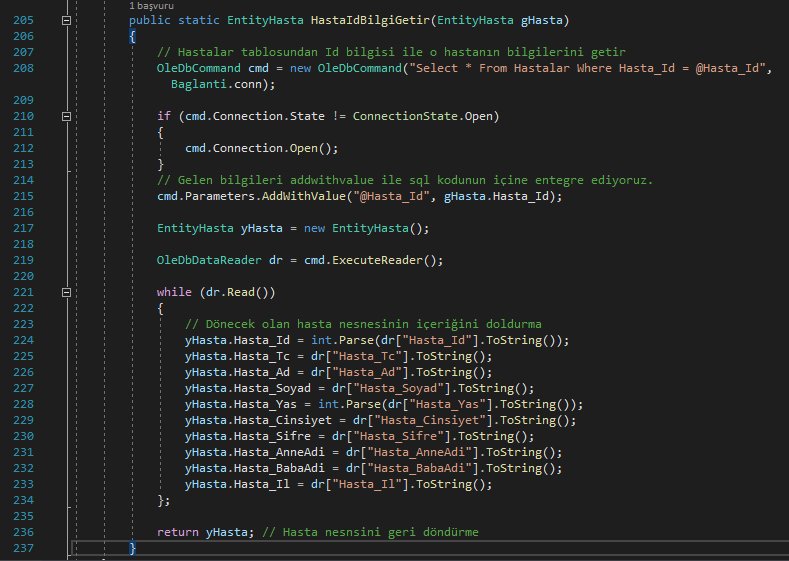 1 başvuru
205 public static EntityHasta HastaIdBilgiGetir(EntityHasta gHasta)
206 {
207 // Hastalar tablosundan Id bilgisi ile o hastanın bilgilerini getir
208 OleDbCommand cmd = new OleDbCommand("Select * From Hastalar Where Hasta_Id = @Hasta_Id",
Baglanti.conn);
209
210 if (cmd.Connection.State != ConnectionState.Open)
211 {
212 cmd.Connection.Open();
213 }
214 // Gelen bilgileri addwithvalue ile sql kodunun içine entegre ediyoruz.
215 cmd.Parameters.AddWithValue("@Hasta_Id", gHasta.Hasta_Id);
216
217 EntityHasta yHasta = new EntityHasta();
218
219 OleDbDataReader dr = cmd.ExecuteReader();
220
221 while (dr.Read())
222 {
223 // Dönecek olan hasta nesnesinin içeriğini doldurma
224 yHasta.Hasta_Id = int.Parse(dr["Hasta_Id"].ToString());
225 yHasta.Hasta_Tc = dr["Hasta_Tc"].ToString();
226 yHasta.Hasta_Ad = dr["Hasta_Ad"].ToString();
227 yHasta.Hasta_Soyad = dr["Hasta_Soyad"].ToString();
228 yHasta.Hasta_Yas = int.Parse(dr["Hasta_Yas"].ToString());
229 yHasta.Hasta_Cinsiyet = dr["Hasta_Cinsiyet"].ToString();
230 yHasta.Hasta_Sifre = dr["Hasta_Sifre"].ToString();
231 yHasta.Hasta_AnneAdi = dr["Hasta_AnneAdi"].ToString();
232 yHasta.Hasta_BabaAdi = dr["Hasta_BabaAdi"].ToString();
233 yHasta.Hasta_Il = dr["Hasta_Il"].ToString();
234 };
235
236 return yHasta; // Hasta nesnsini geri döndürme
237 }